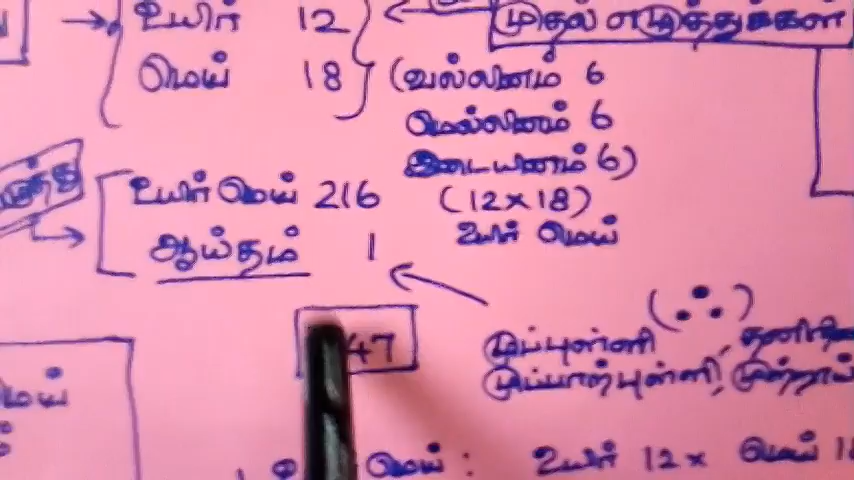 உயிர் 12
முதல் எழுத்துக்கள்
மெய் 18
(வல்லினம் 6
மெல்லினம் 6
இடையினம் 6)
உயிர் மெய் 216
(12×18)
உயிர் மெய்
ஆய்தம் 1
(∴)
47
முப்புள்ளி,
முப்பாற்புள்ளி,
மெய்
மெய் : உயிர் 12× மெய்